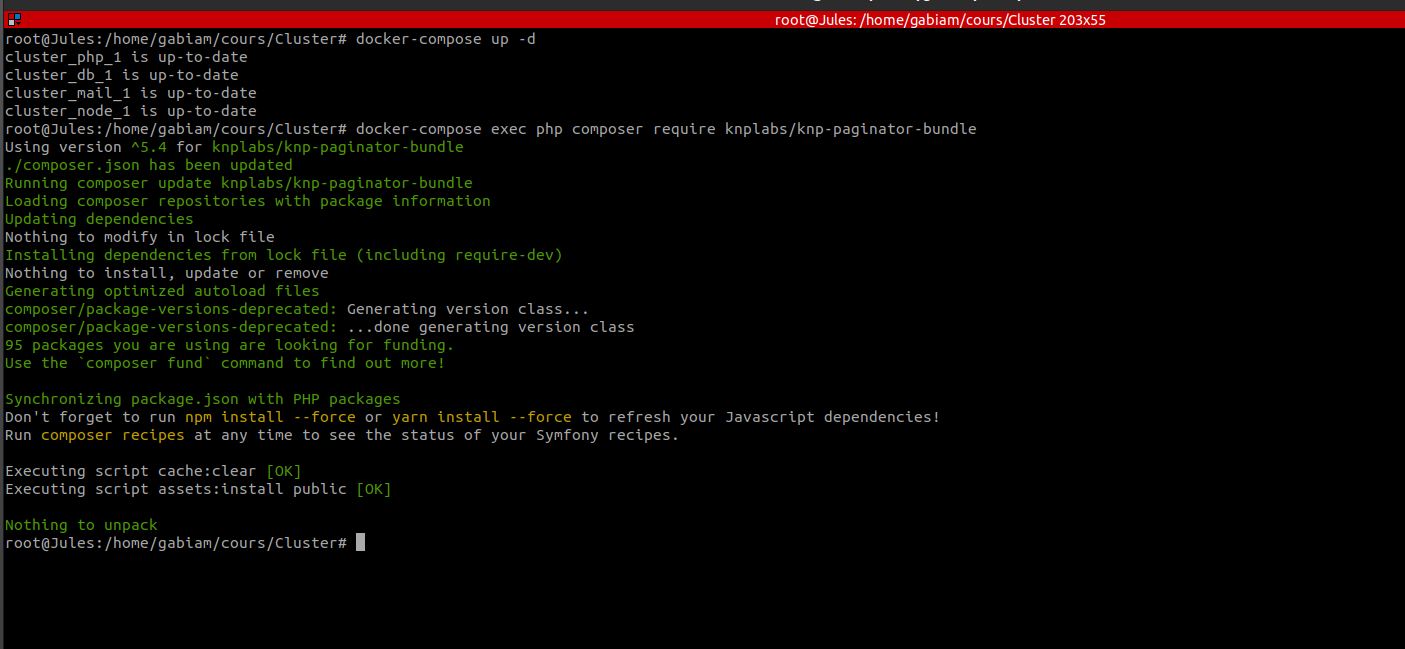 root@Jules: /home/gabiam/cours/Cluster 203x55
root@Jules:/home/gabiam/cours/Cluster# docker-compose up -d
cluster_php_1 is up-to-date
cluster_db_1 is up-to-date
cluster_mail_1 is up-to-date
cluster_node_1 is up-to-date
root@Jules:/home/gabiam/cours/Cluster# docker-compose exec php composer require knplabs/knp-paginator-bundle
Using version ^5.4 for knplabs/knp-paginator-bundle
./composer.json has been updated
Running composer update knplabs/knp-paginator-bundle
Loading composer repositories with package information
Updating dependencies
Nothing to modify in lock file
Installing dependencies from lock file (including require-dev)
Nothing to install, update or remove
Generating optimized autoload files
composer/package-versions-deprecated: Generating version class...
composer/package-versions-deprecated: ...done generating version class
95 packages you are using are looking for funding.
Use the `composer fund` command to find out more!
Synchronizing package.json with PHP packages
Don't forget to run npm install --force or yarn install --force to refresh your Javascript dependencies!
Run composer recipes at any time to see the status of your Symfony recipes.
Executing script cache:clear [OK]
Executing script assets:install public [OK]
Nothing to unpack
root@Jules:/home/gabiam/cours/Cluster#